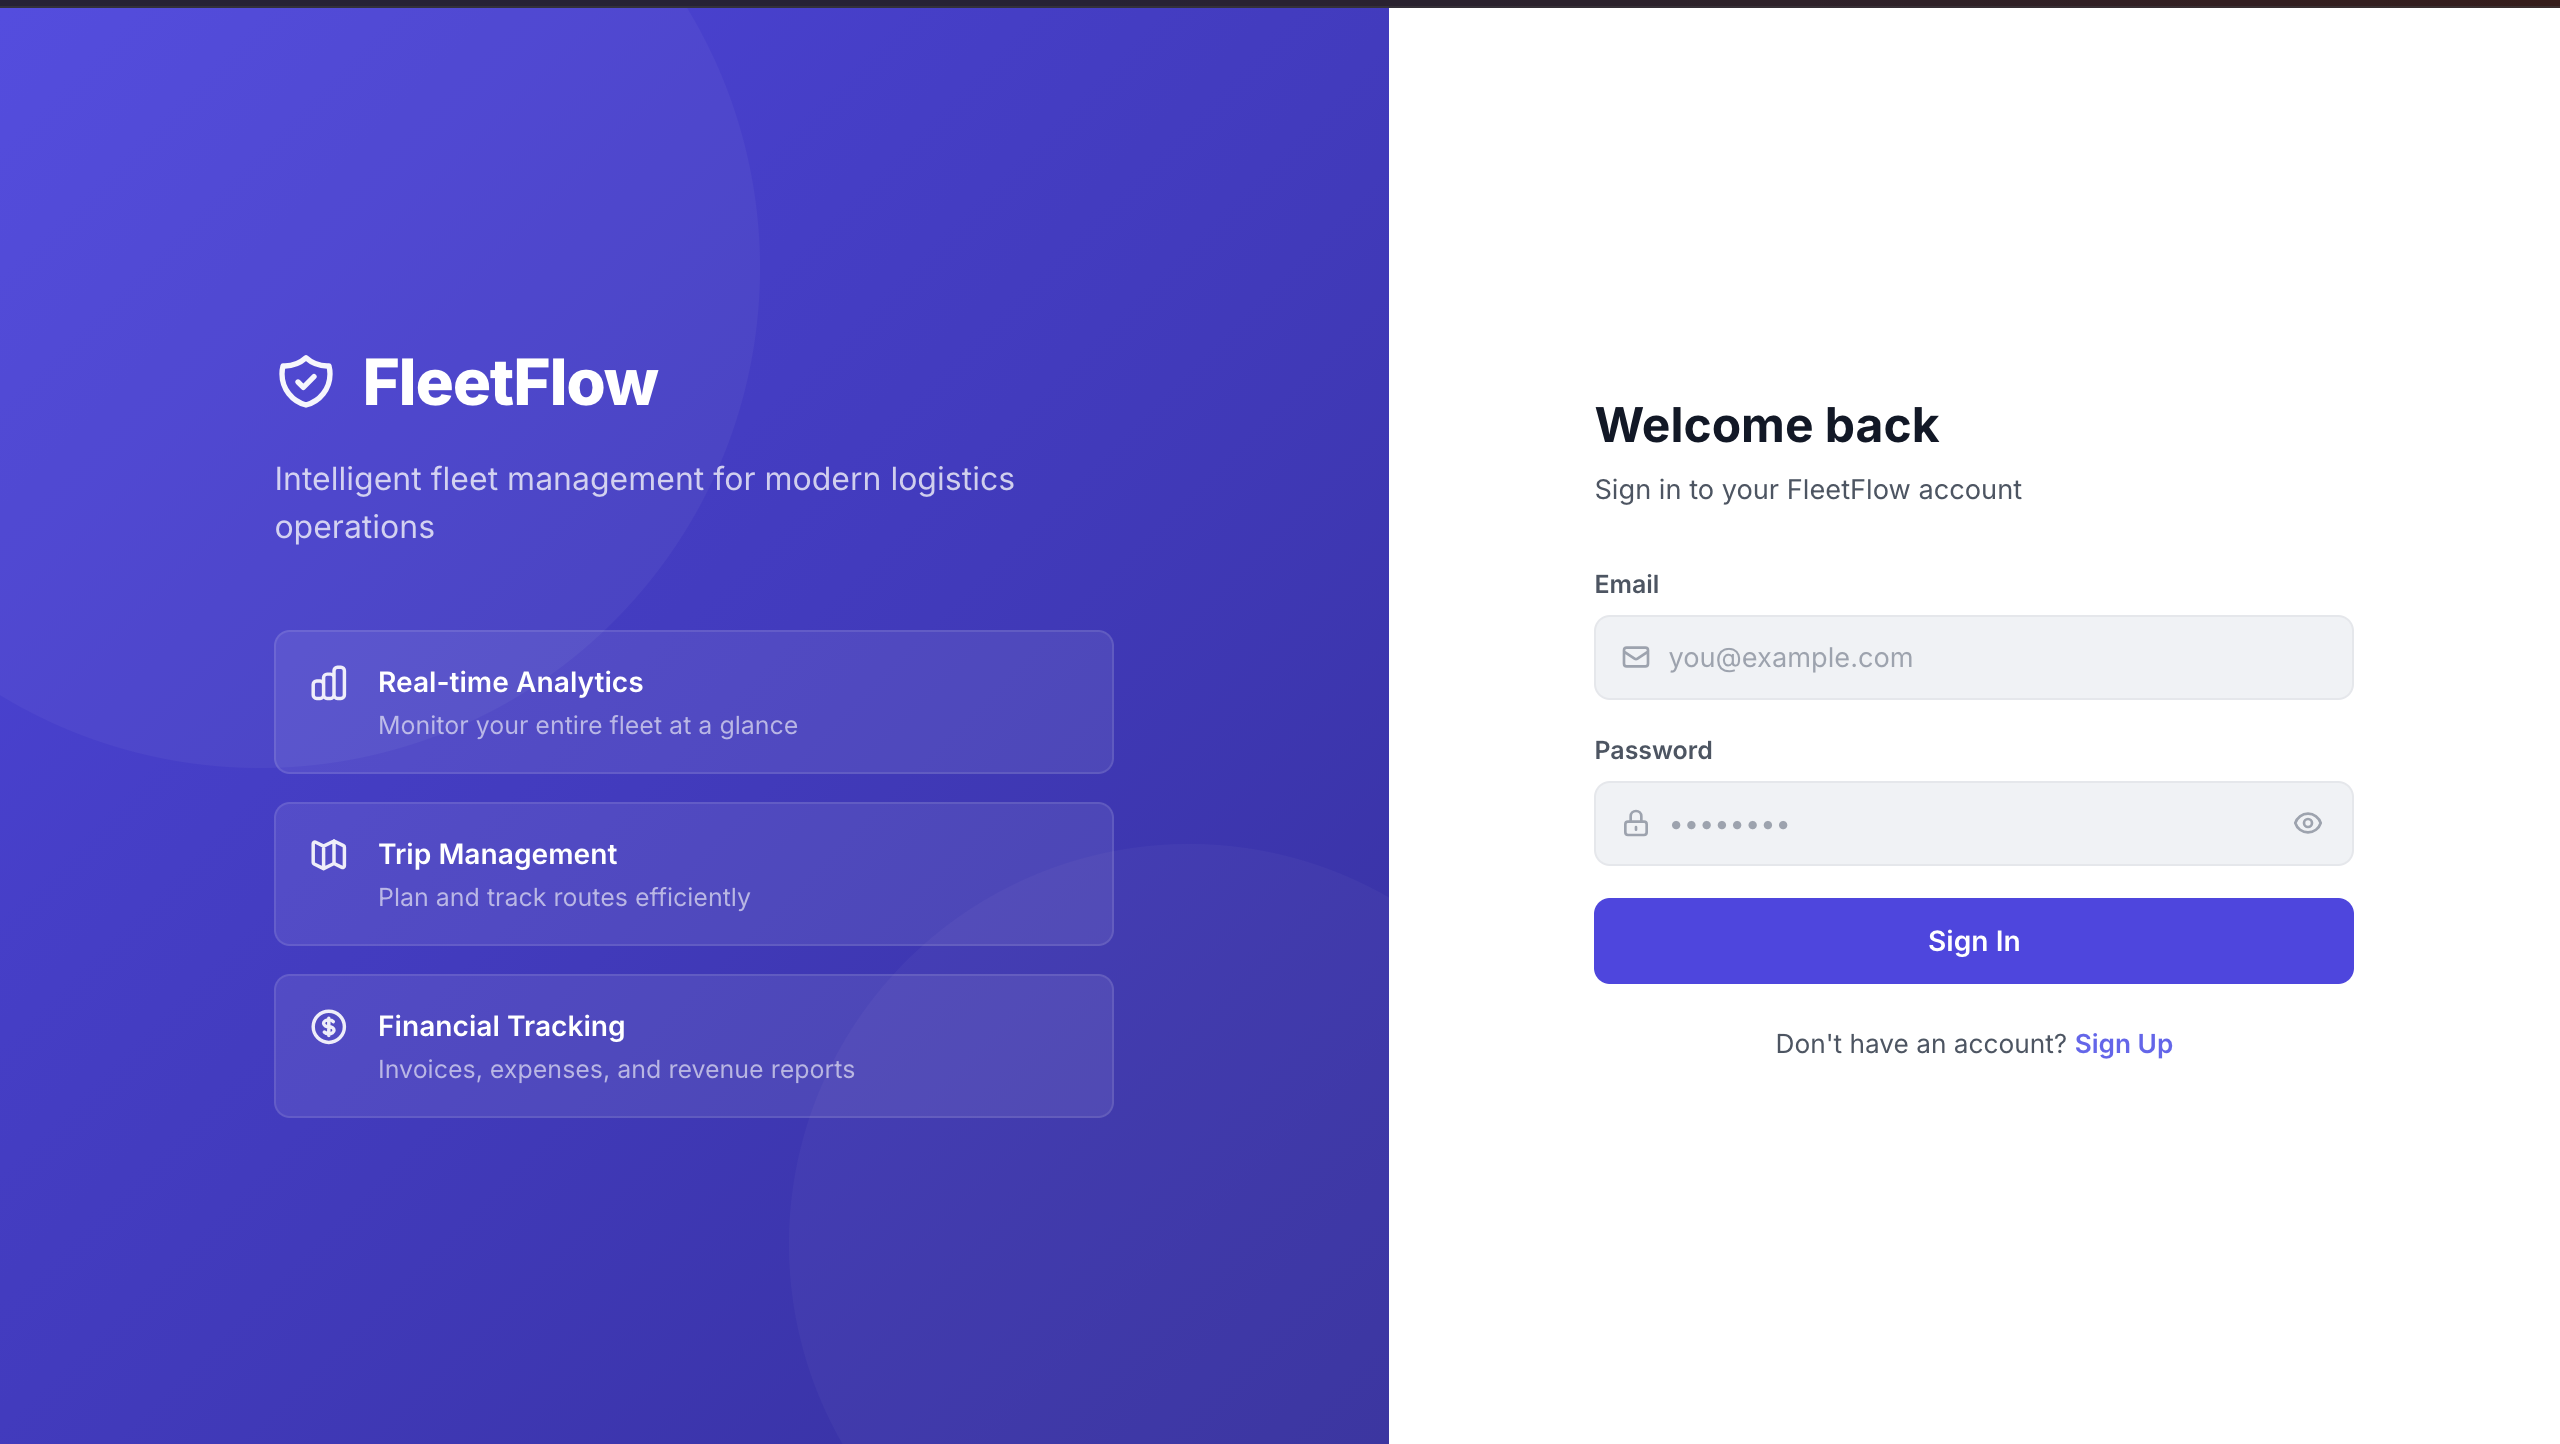 FleetFlow
Intelligent fleet management for modern logistics
operations
Real-time Analytics
Monitor your entire fleet at a glance
Trip Management
Plan and track routes efficiently
Financial Tracking
Invoices, expenses, and revenue reports
Welcome back
Sign in to your FleetFlow account
Email
you@example.com
Password
••••••••
Sign In
Don't have an account? Sign Up